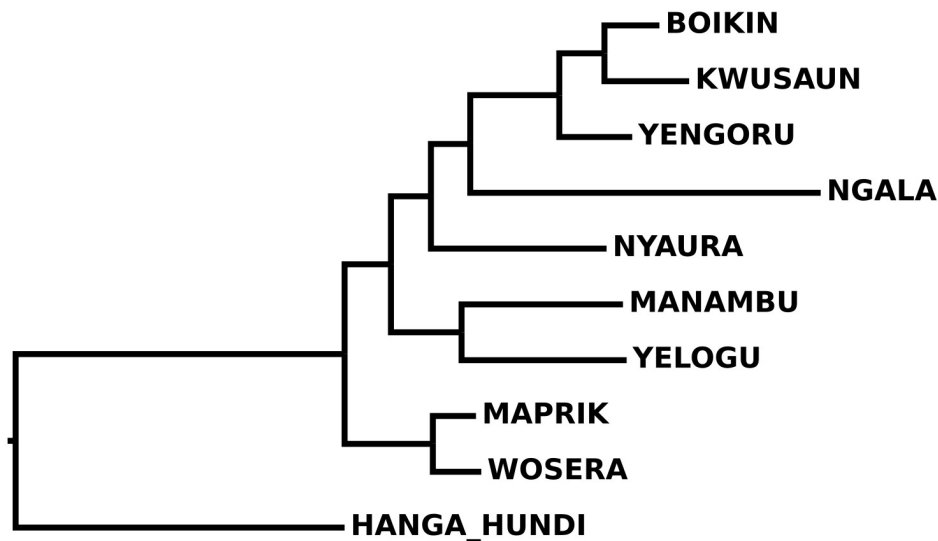 BOIKIN
KWUSAUN
YENGORU
NGALA
NYAURA
MANAMBU
YELOGU
MAPRIK
WOSERA
HANGA_HUNDI